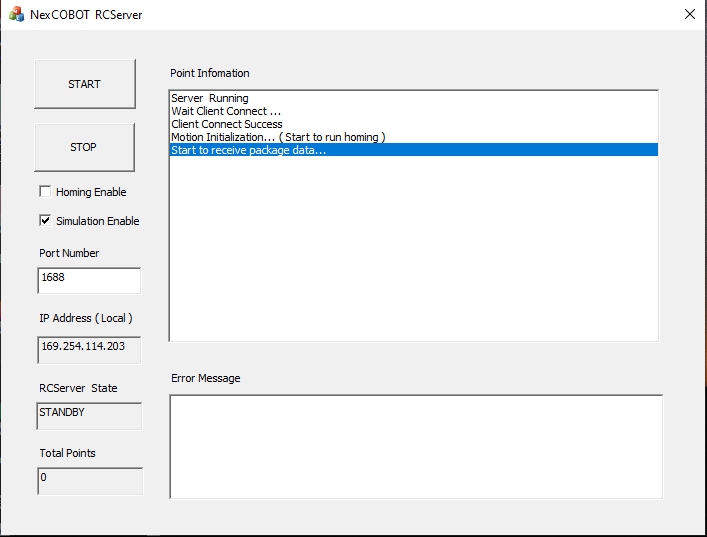 NexCOBOT RCServer
START
STOP
Homing Enable
Simulation Enable
Port Number
1688
IP Address ( Local )
169.254.114.203
RCServer State
STANDBY
Total Points
0
Point Infomation
Server Running
Wait Client Connect ...
Client Connect Success
Motion Initialization... ( Start to run homing )
Start to receive package data...
Error Message